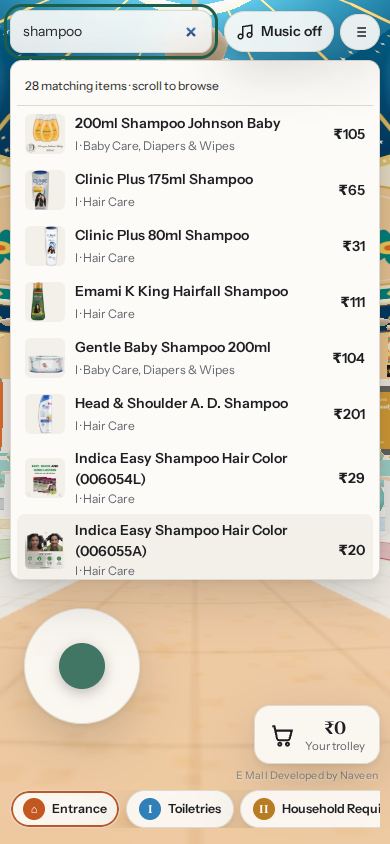 shampoo
Music off
28 matching items · scroll to browse
200ml Shampoo Johnson Baby
₹105
I · Baby Care, Diapers & Wipes
Clinic Plus 175ml Shampoo
₹65
I · Hair Care
Clinic Plus 80ml Shampoo
₹31
I · Hair Care
Emami K King Hairfall Shampoo
₹111
I · Hair Care
Gentle Baby Shampoo 200ml
₹104
I · Baby Care, Diapers & Wipes
Head & Shoulder A. D. Shampoo
₹201
I · Hair Care
Indica Easy Shampoo Hair Color
(006054L)
₹29
I · Hair Care
Indica Easy Shampoo Hair Color
(006055A)
₹20
I · Hair Care
₹0
Your trolley
E Mall Developed by Naveen
Entrance
I Toiletries
II Household Requi